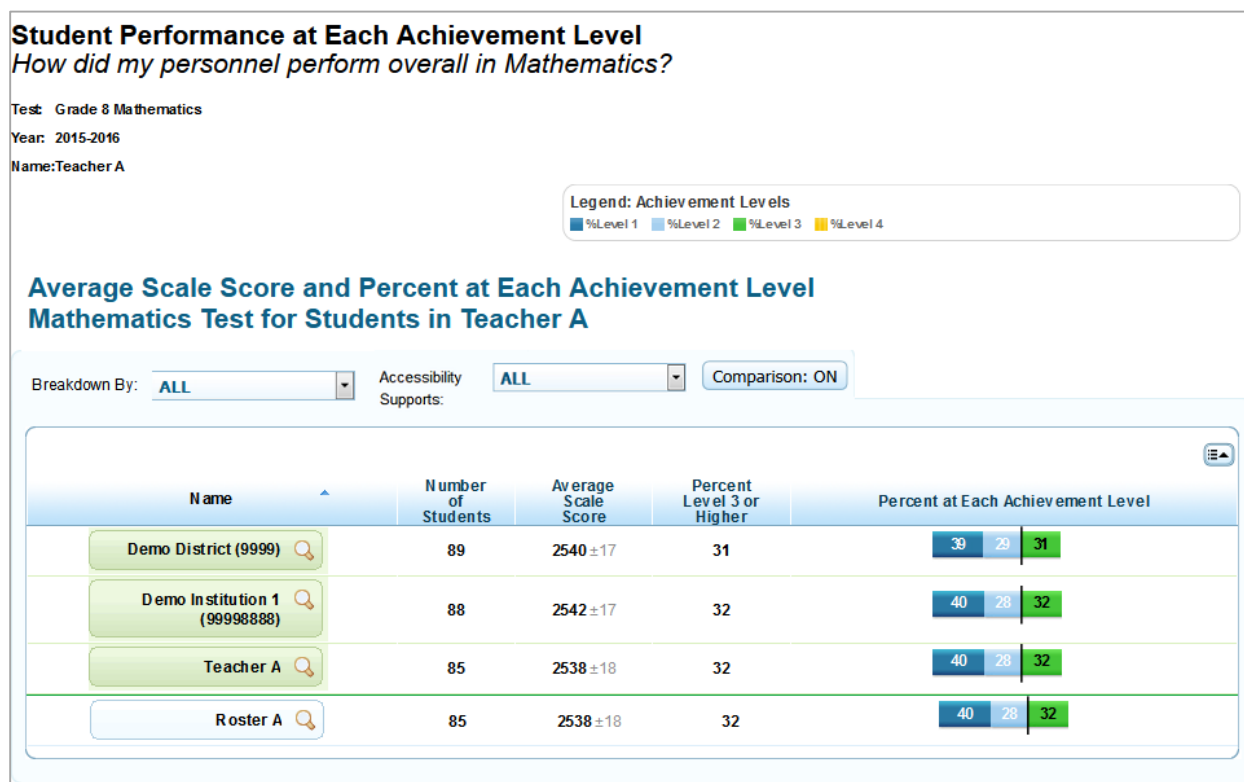 Student Performance at Each Achievement Level
How did my personnel perform overall in Mathematics?
Test: Grade 8 Mathematics
Year: 2015-2016
Name:Teacher A
Legend: Achievement Levels
%Level 1 %Level 2 %Level 3 %Level 4
Average Scale Score and Percent at Each Achievement Level
Mathematics Test for Students in Teacher A
Breakdown By: ALL
Accessibility Supports: ALL
Comparison: ON
Name
Number of Students
Average Scale Score
Percent Level 3 or Higher
Percent at Each Achievement Level
Demo District (9999) 89 2540 ±17 31 39 29 31
Demo Institution 1 (99998888) 88 2542 ±17 32 40 28 32
Teacher A 85 2538 ±18 32 40 28 32
Roster A 85 2538 ±18 32 40 28 32